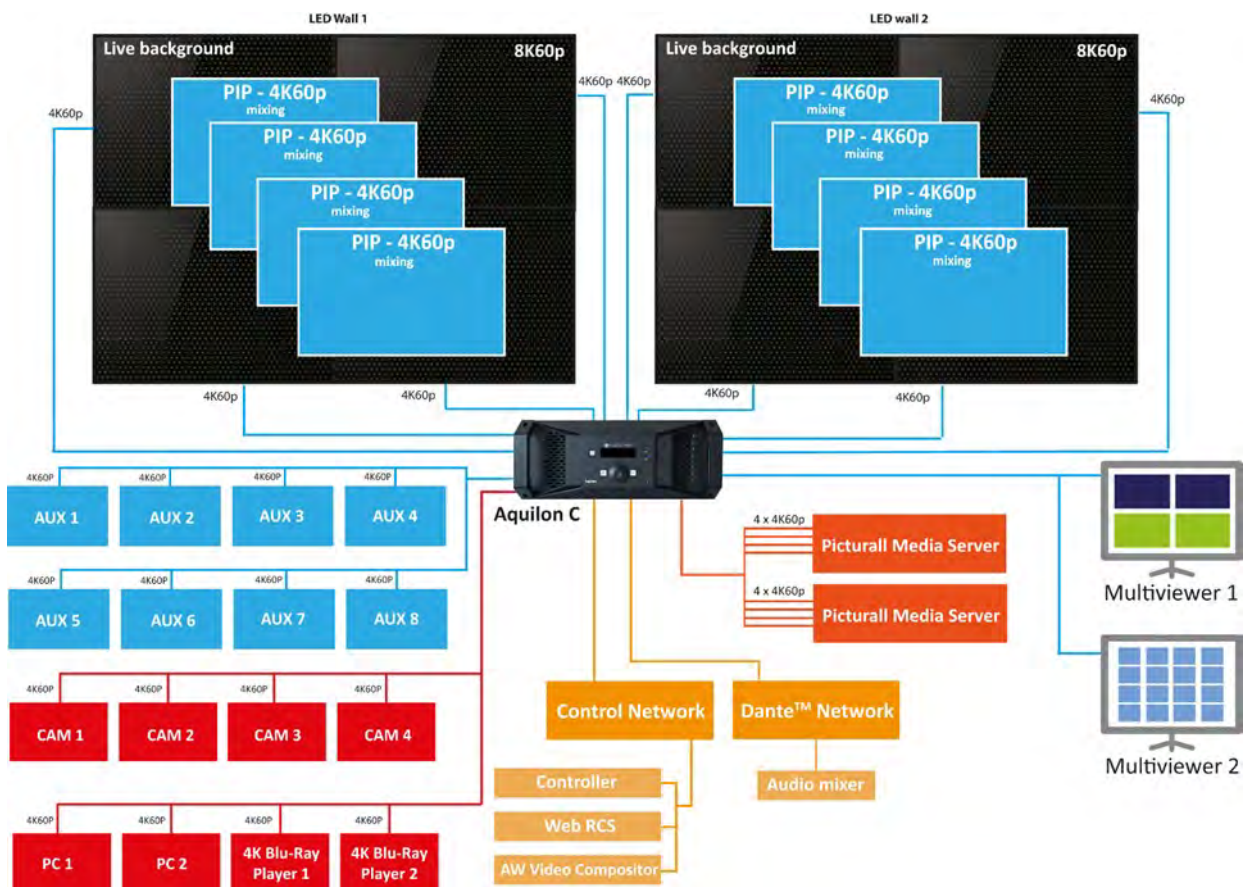 LED Wall 1
LED wall 2
Live background
8K60p
Live background
8K60p
4K60p
4K60p
4K60p
4K60p
PIP - 4K60p
mixing
PIP - 4K60p
mixing
PIP - 4K60p
mixing
PIP - 4K60p
mixing
PIP - 4K60p
mixing
PIP - 4K60p
mixing
PIP - 4K60p
mixing
PIP - 4K60p
mixing
4K60p
4K60p
4K60p
4K60p
Aquilon C
4K60P
4K60P
4K60P
4K60P
AUX 1
AUX 2
AUX 3
AUX 4
4K60P
4K60P
4K60P
4K60P
AUX 5
AUX 6
AUX 7
AUX 8
4K60P
4K60P
4K60P
4K60P
CAM 1
CAM 2
CAM 3
CAM 4
4K60P
4K60P
4K60P
4K60P
PC 1
PC 2
4K Blu-Ray
Player 1
4K Blu-Ray
Player 2
4 x 4K60p
Picturall Media Server
4 x 4K60p
Picturall Media Server
Control Network
Dante™ Network
Controller
Web RCS
AW Video Compositor
Audio mixer
Multiviewer 1
Multiviewer 2